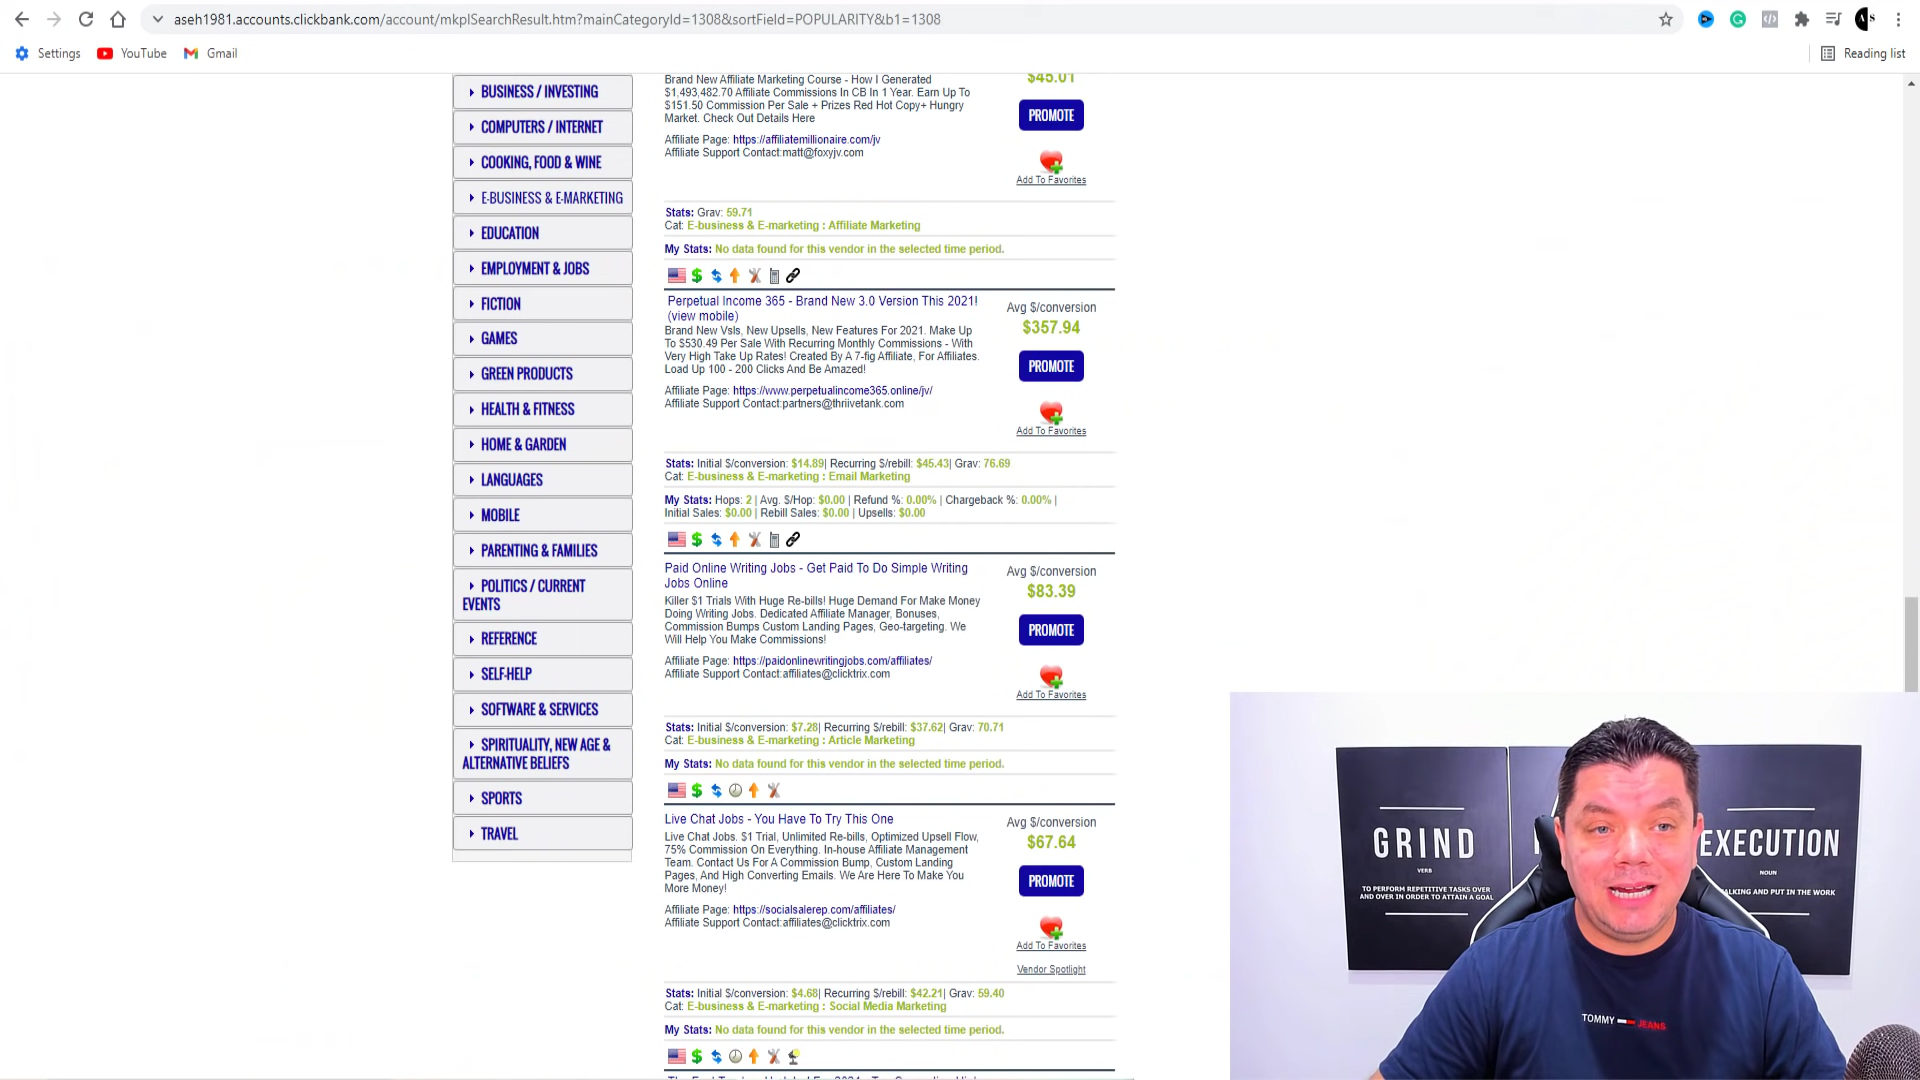 aseh1981.accounts.clickbank.com/account/mkplSearchResult.htm?mainCategoryId=1308&sortField=POPULARITY&b1=1308
Settings
YouTube
Gmail
Reading list
BUSINESS / INVESTING
COMPUTERS / INTERNET
COOKING, FOOD & WINE
E-BUSINESS & E-MARKETING
EDUCATION
EMPLOYMENT & JOBS
FICTION
GAMES
GREEN PRODUCTS
HEALTH & FITNESS
HOME & GARDEN
LANGUAGES
MOBILE
PARENTING & FAMILIES
POLITICS / CURRENT
EVENTS
REFERENCE
SELF-HELP
SOFTWARE & SERVICES
SPIRITUALITY, NEW AGE &
ALTERNATIVE BELIEFS
SPORTS
TRAVEL
Brand New Affiliate Marketing Course - How I Generated
$1,493,482.70 Affiliate Commissions In CB In 1 Year. Earn Up To
$151.50 Commission Per Sale + Prizes Red Hot Copy+ Hungry
Market. Check Out Details Here
Affiliate Page: https://affiliatemillionaire.com/jv
Affiliate Support Contact:matt@foxyjv.com
$45.01
PROMOTE
Add To Favorites
Stats: Grav: 59.71
Cat: E-business & E-marketing : Affiliate Marketing
My Stats: No data found for this vendor in the selected time period.
Perpetual Income 365 - Brand New 3.0 Version This 2021!
(view mobile)
Brand New Vsls, New Upsells, New Features For 2021. Make Up
To $530.49 Per Sale With Recurring Monthly Commissions - With
Very High Take Up Rates! Created By A 7-fig Affiliate, For Affiliates.
Load Up 100 - 200 Clicks And Be Amazed!
Affiliate Page: https://www.perpetualincome365.online/jv/
Affiliate Support Contact:partners@thriivetank.com
Avg $/conversion
$357.94
PROMOTE
Add To Favorites
Stats: Initial $/conversion: $14.89| Recurring $/rebill: $45.43| Grav: 76.69
Cat: E-business & E-marketing : Email Marketing
My Stats: Hops: 2 | Avg. $/Hop: $0.00 | Refund %: 0.00% | Chargeback %: 0.00% |
Initial Sales: $0.00 | Rebill Sales: $0.00 | Upsells: $0.00
Paid Online Writing Jobs - Get Paid To Do Simple Writing
Jobs Online
Killer $1 Trials With Huge Re-bills! Huge Demand For Make Money
Doing Writing Jobs. Dedicated Affiliate Manager, Bonuses,
Commission Bumps Custom Landing Pages, Geo-targeting. We
Will Help You Make Commissions!
Affiliate Page: https://paidonlinewritingjobs.com/affiliates/
Affiliate Support Contact:affiliates@clicktrix.com
Avg $/conversion
$83.39
PROMOTE
Add To Favorites
Stats: Initial $/conversion: $7.28| Recurring $/rebill: $37.62| Grav: 70.71
Cat: E-business & E-marketing : Article Marketing
My Stats: No data found for this vendor in the selected time period.
Live Chat Jobs - You Have To Try This One
Live Chat Jobs. $1 Trial, Unlimited Re-bills, Optimized Upsell Flow,
75% Commission On Everything. In-house Affiliate Management
Team. Contact Us For A Commission Bump, Custom Landing
Pages, And High Converting Emails. We Are Here To Make You
More Money!
Affiliate Page: https://socialsalerep.com/affiliates/
Affiliate Support Contact:affiliates@clicktrix.com
Avg $/conversion
$67.64
PROMOTE
Add To Favorites
Vendor Spotlight
Stats: Initial $/conversion: $4.68| Recurring $/rebill: $42.21| Grav: 59.40
Cat: E-business & E-marketing : Social Media Marketing
My Stats: No data found for this vendor in the selected time period.
GRIND
VERB
TO PERFORM REPETITIVE TASKS OVER
AND OVER IN ORDER TO ATTAIN A GOAL
EXECUTION
NOUN
AND PUT IN THE WORK
TOMMY JEANS